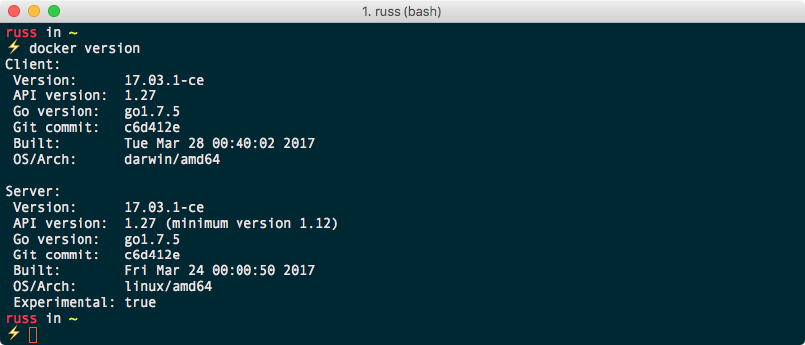 1. russ (bash)
russ in ~
⚡ docker version
Client:
 Version:      17.03.1-ce
 API version:  1.27
 Go version:   go1.7.5
 Git commit:   c6d412e
 Built:        Tue Mar 28 00:40:02 2017
 OS/Arch:      darwin/amd64

Server:
 Version:      17.03.1-ce
 API version:  1.27 (minimum version 1.12)
 Go version:   go1.7.5
 Git commit:   c6d412e
 Built:        Fri Mar 24 00:00:50 2017
 OS/Arch:      linux/amd64
 Experimental: true
russ in ~
⚡